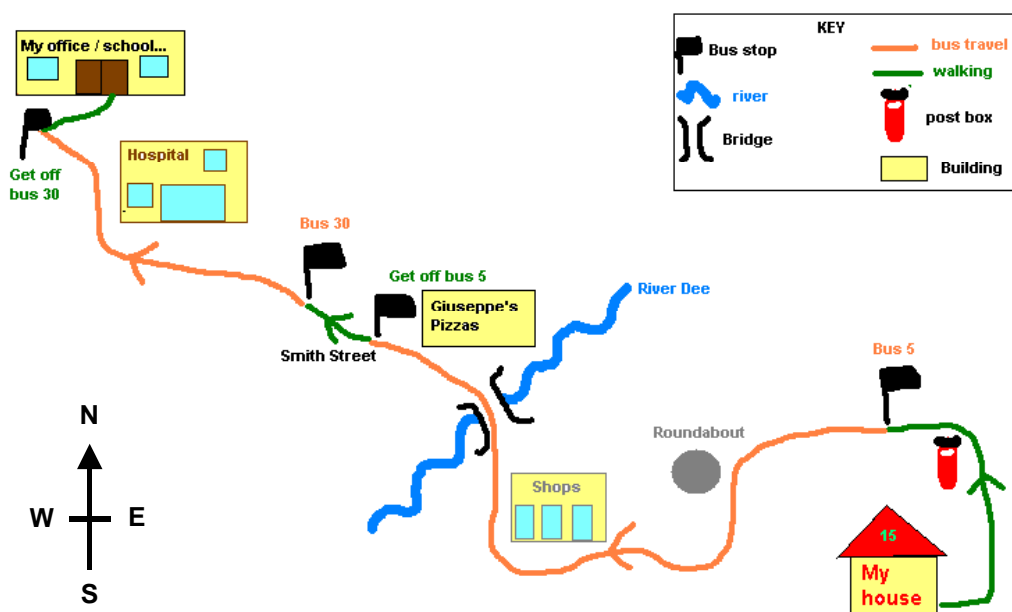 My office / school...
Get off
bus 30
Hospital
Bus 30
Get off bus 5
Giuseppe's
Pizzas
Smith Street
River Dee
KEY
Bus stop
river
Bridge
bus travel
walking
post box
Building
Bus 5
Roundabout
Shops
15
My
house
N
W
E
S